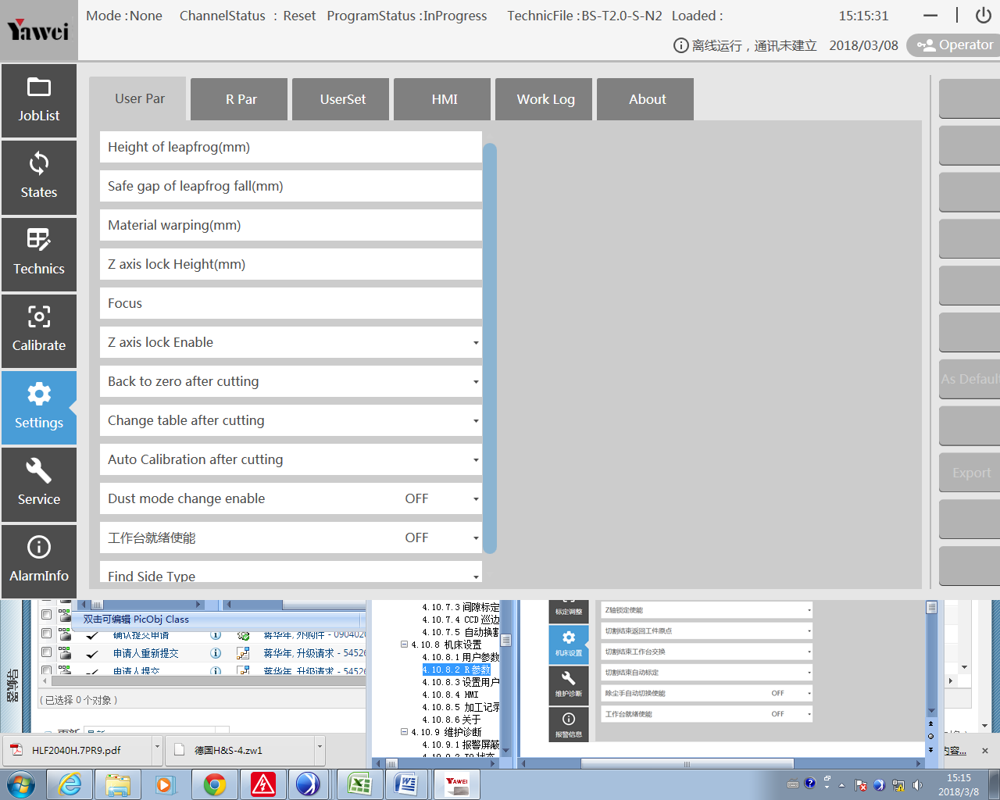 Yawei
Mode :None ChannelStatus : Reset ProgramStatus :InProgress TechnicFile :BS-T2.0-S-N2 Loaded : 15:15:31
离线运行，通讯未建立 2018/03/08 Operator
JobList
States
Technics
Calibrate
Settings
Service
AlarmInfo
User Par
R Par
UserSet
HMI
Work Log
About
Height of leapfrog(mm)
Safe gap of leapfrog fall(mm)
Material warping(mm)
Z axis lock Height(mm)
Focus
Z axis lock Enable
Back to zero after cutting
Change table after cutting
Auto Calibration after cutting
Dust mode change enable OFF
工作台就绪使能 OFF
Find Side Type
As Default
Export
双击可编辑 PicObj Class
确认提交申请 蒋华年, 外购件 - 090402
申请人重新提交 蒋华年, 升级请求 - 5452
申请人提交 蒋华年, 升级请求 - 5452
(已选择 0 个对象)
导航器
4.10.7.3 间隙标定
4.10.7.4 CCD 巡边
4.10.7.5 自动换割
4.10.8 机床设置
4.10.8.1 用户参数
4.10.8.2 R 参数
4.10.8.3 设置用户
4.10.8.4 HMI
4.10.8.5 加工记录
4.10.8.6 关于
4.10.9 维护诊断
4.10.9.1 报警屏蔽
标定调整
机床设置
维护诊断
报警信息
Z轴锁定使能
切割结束返回工件原点
切割结束工作台交换
切割结束自动标定
除尘手自动切换使能 OFF
工作台就绪使能 OFF
HLF2040H.7PR9.pdf
德国H&S-4.zw1
内容...
YAWEI
15:15
2018/3/8